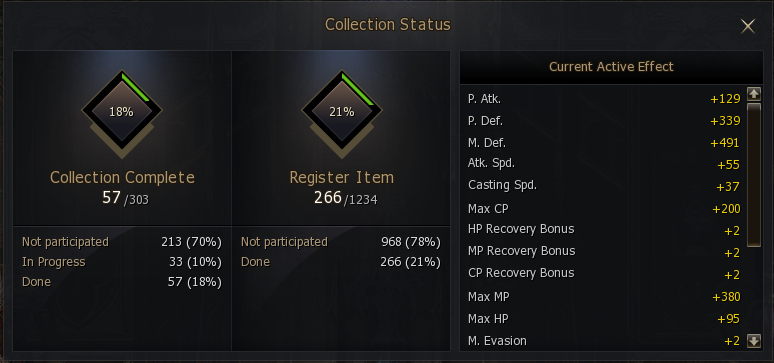 Collection Status
18%
Collection Complete
57/303
Not participated 213 (70%)
In Progress 33 (10%)
Done 57 (18%)
21%
Register Item
266/1234
Not participated 968 (78%)
Done 266 (21%)
Current Active Effect
P. Atk. +129
P. Def. +339
M. Def. +491
Atk. Spd. +55
Casting Spd. +37
Max CP +200
HP Recovery Bonus +2
MP Recovery Bonus +2
CP Recovery Bonus +2
Max MP +380
Max HP +95
M. Evasion +2